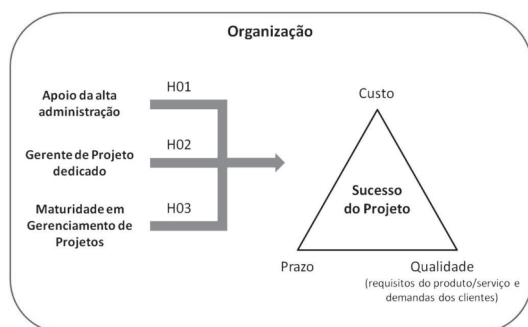 Organização
Apoio da alta
administração
H01
Gerente de Projeto
dedicado
H02
Maturidade em
Gerenciamento de
Projetos
H03
Custo
Sucesso
do Projeto
Prazo
Qualidade
(requisitos do produto/serviço e
demandas dos clientes)